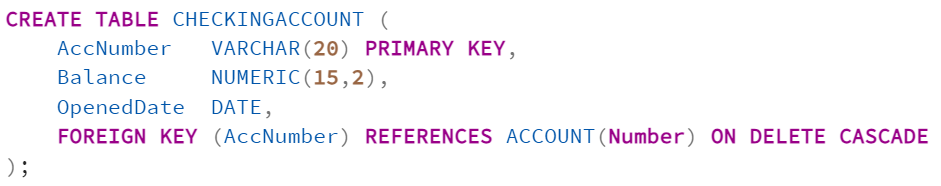 CREATE TABLE CHECKINGACCOUNT (
    AccNumber   VARCHAR(20) PRIMARY KEY,
    Balance     NUMERIC(15,2),
    OpenedDate  DATE,
    FOREIGN KEY (AccNumber) REFERENCES ACCOUNT(Number) ON DELETE CASCADE
);